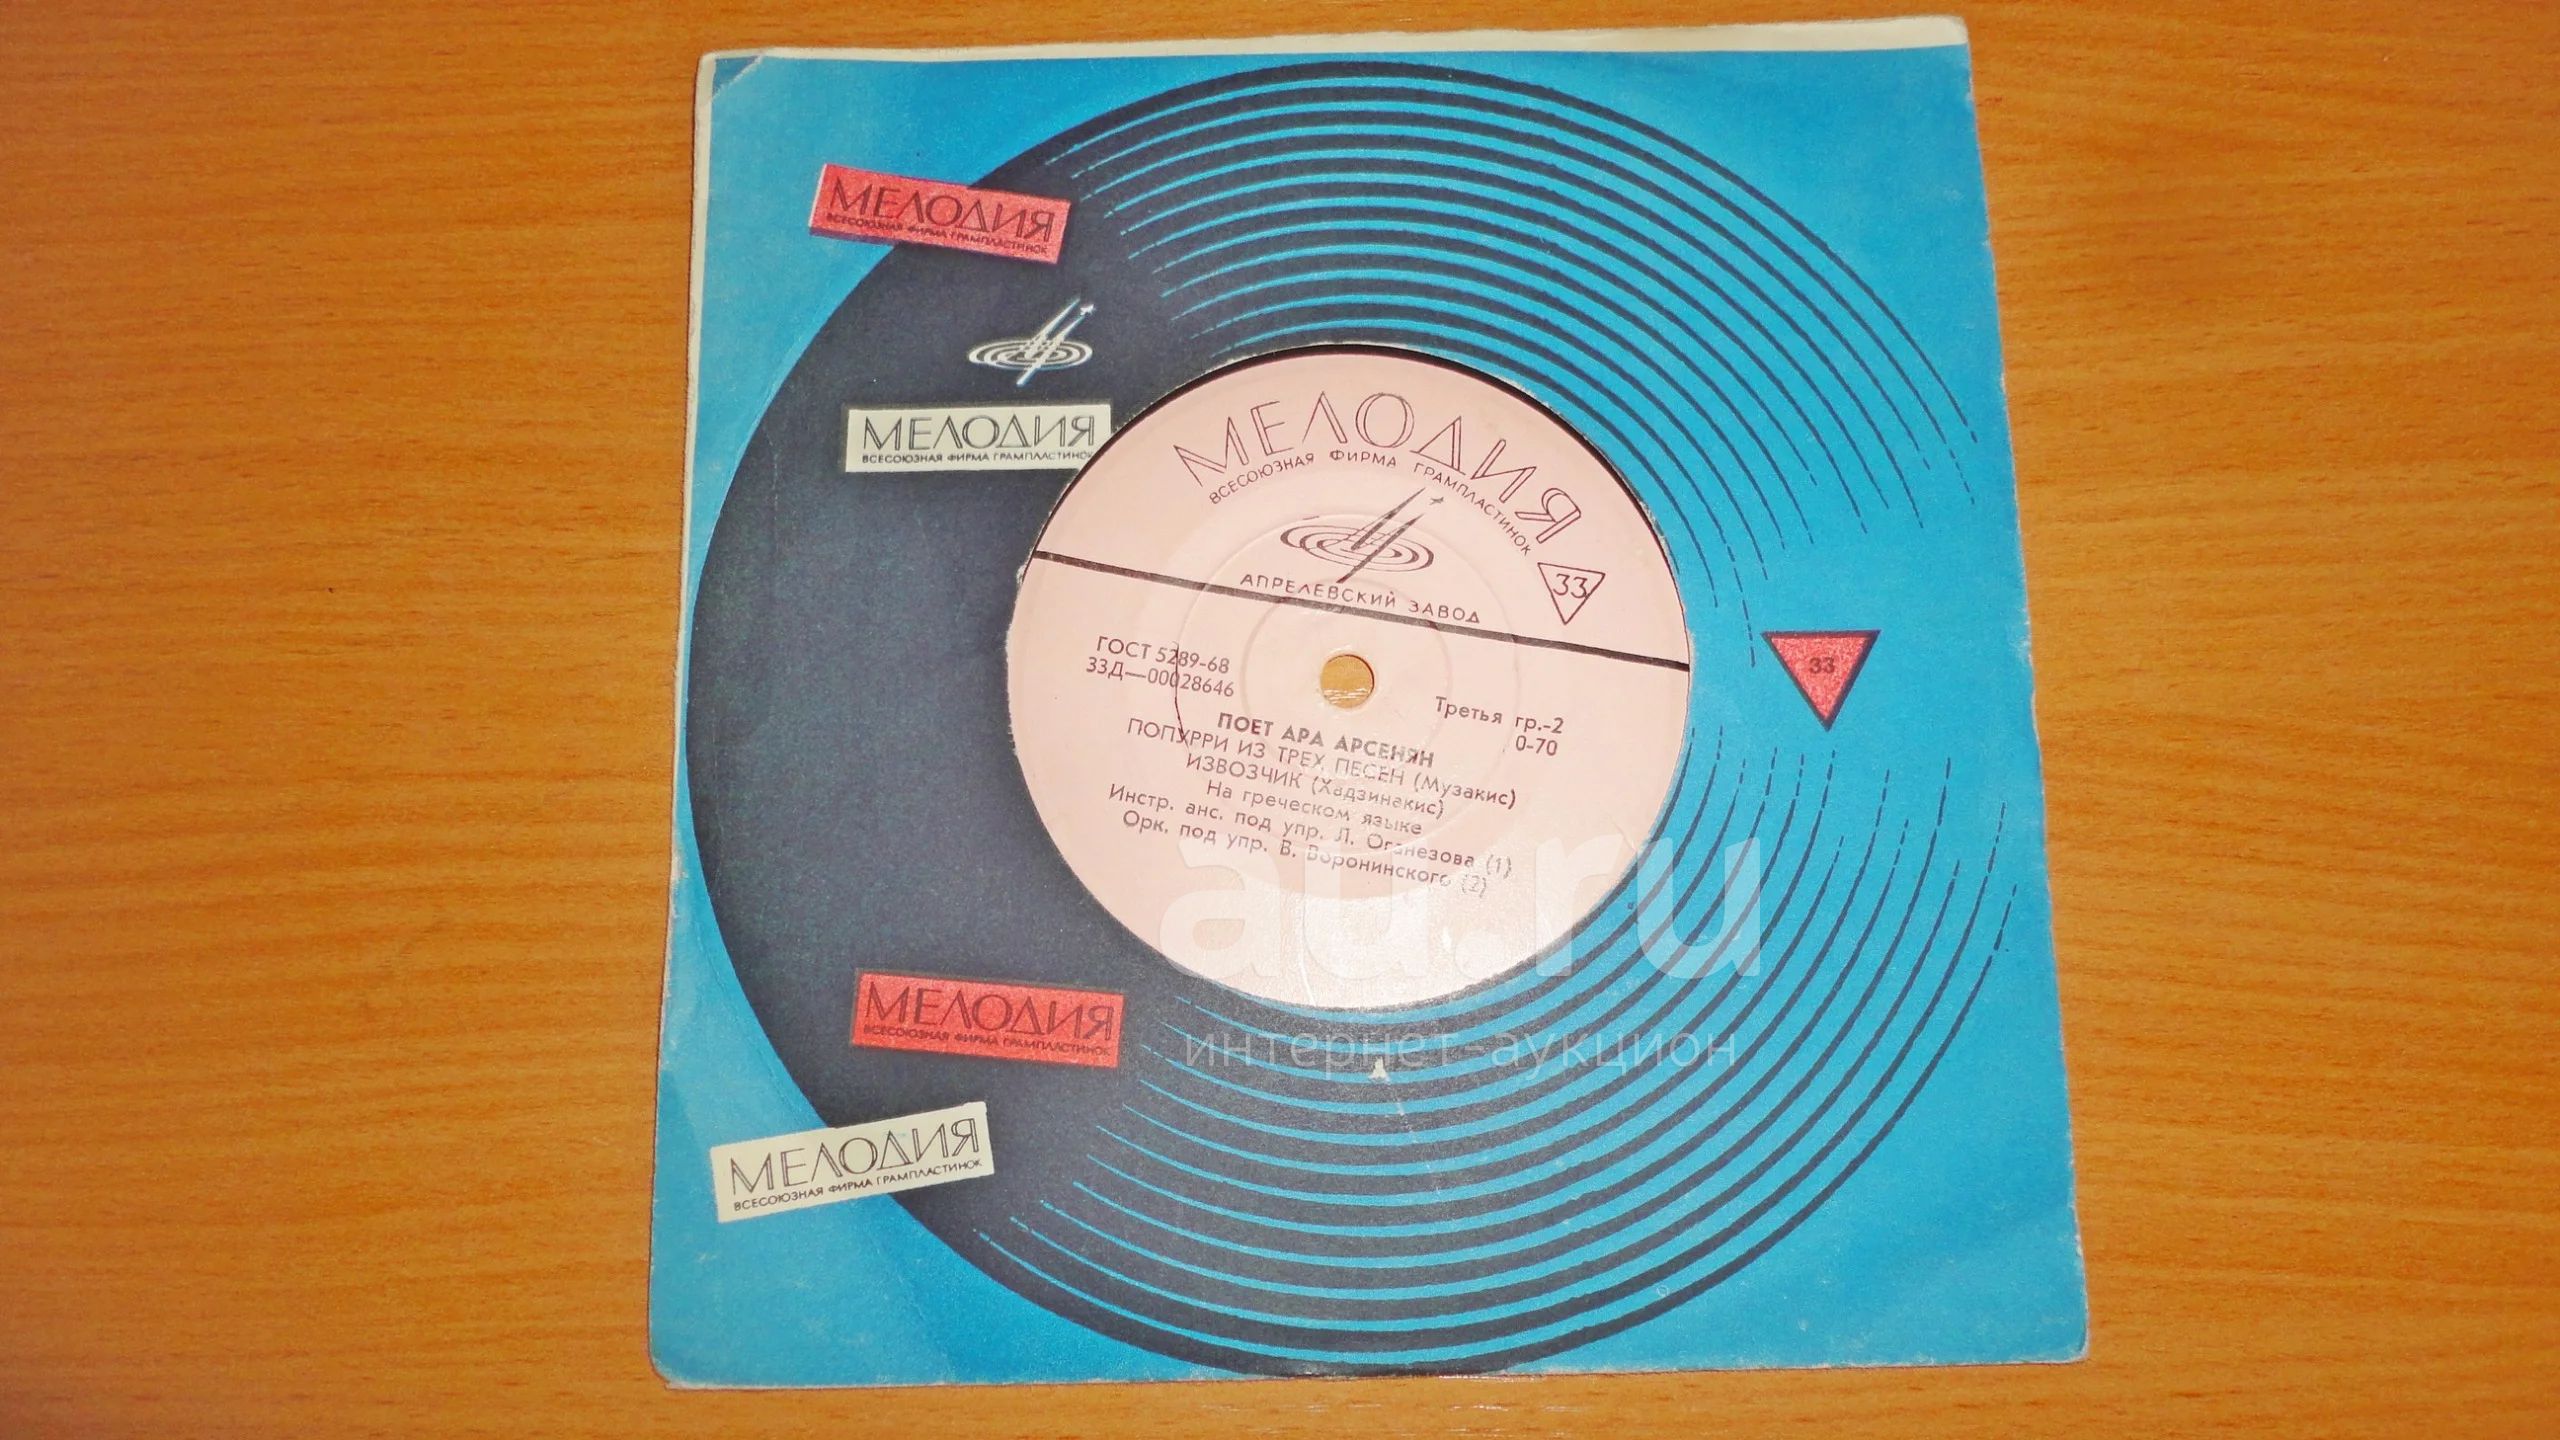 МЕЛОДИЯ
ВСЕСОЮЗНАЯ ФИРМА ГРАМПЛАСТИНОК
МЕЛОДИЯ
ВСЕСОЮЗНАЯ ФИРМА ГРАМПЛАСТИНОК
МЕЛОДИЯ
ВСЕСОЮЗНАЯ ФИРМА ГРАМПЛАСТИНОК
АПРЕЛЕВСКИЙ ЗАВОД
33
33
ГОСТ 5289-68
33Д—00028646
Третья гр.-2
0-70
ПОЕТ АРА АРСЕНЯН
ПОПУРРИ ИЗ ТРЕХ ПЕСЕН (Музакис)
ИЗВОЗЧИК (Хадзинакис)
На греческом языке
Инстр. анс. под упр. Л. Оганезова (1)
Орк. под упр. В. Воронинского (2)
au.ru
интернет-аукцион
МЕЛОДИЯ
ВСЕСОЮЗНАЯ ФИРМА ГРАМПЛАСТИНОК
МЕЛОДИЯ
ВСЕСОЮЗНАЯ ФИРМА ГРАМПЛАСТИНОК